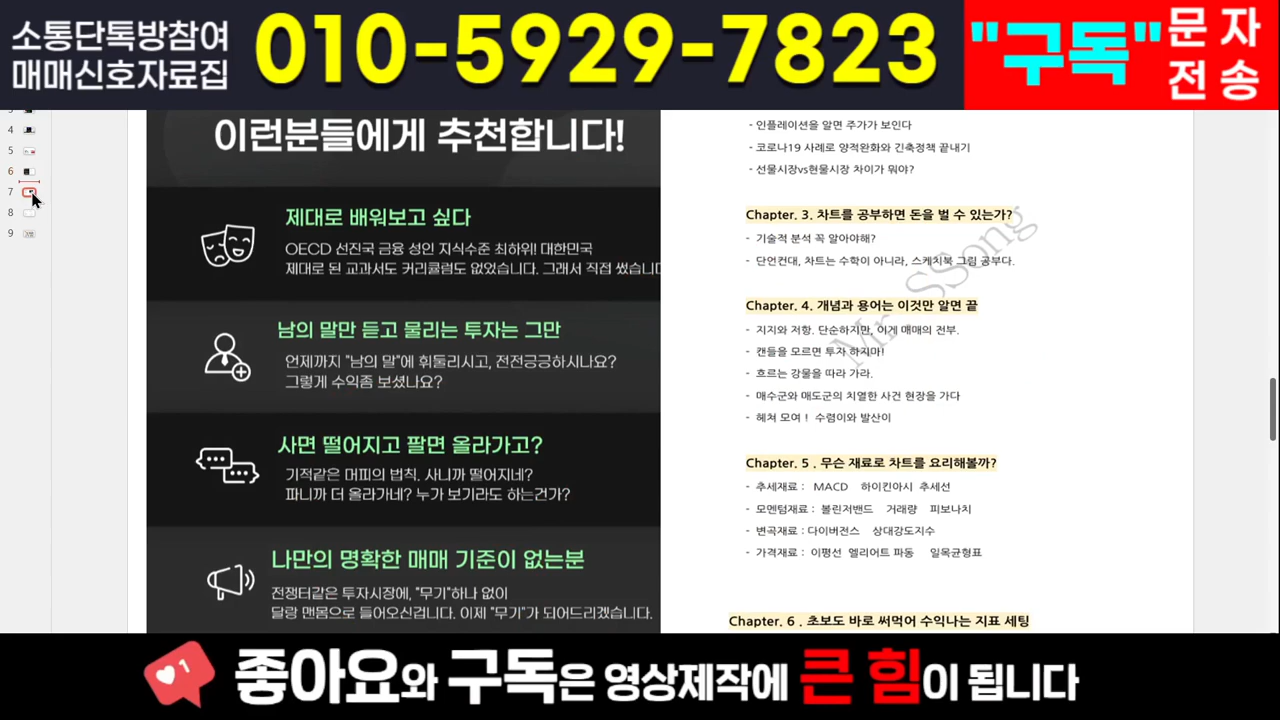 소통단톡방참여
매매신호자료집
010-5929-7823
"구독"
문자
전송
4
5
6
7
8
9
이런분들에게 추천합니다!
제대로 배워보고 싶다
OECD 선진국 금융 성인 지식수준 최하위! 대한민국
제대로 된 교과서도 커리큘럼도 없었습니다. 그래서 직접 썼습니다
남의 말만 듣고 물리는 투자는 그만
언제까지 "남의 말"에 휘둘리시고, 전전긍긍하시나요?
그렇게 수익좀 보셨나요?
사면 떨어지고 팔면 올라가고?
기적같은 머피의 법칙. 사니까 떨어지네?
파니까 더 올라가네? 누가 보기라도 하는건가?
나만의 명확한 매매 기준이 없는분
전쟁터같은 투자시장에, "무기"하나 없이
달랑 맨몸으로 들어오신겁니다. 이제 "무기"가 되어드리겠습니다.
- 인플레이션을 알면 주가가 보인다
- 코로나19 사례로 양적완화와 긴축정책 끝내기
- 선물시장vs현물시장 차이가 뭐야?
Chapter. 3. 차트를 공부하면 돈을 벌 수 있는가?
- 기술적 분석 꼭 알아야해?
- 단언컨대, 차트는 수학이 아니라, 스케치북 그림 공부다.
Chapter. 4. 개념과 용어는 이것만 알면 끝
- 지지와 저항. 단순하지만, 이게 매매의 전부.
- 캔들을 모르면 투자 하지마!
- 흐르는 강물을 따라 가라.
- 매수군와 매도군의 치열한 사건 현장을 가다
- 헤쳐 모여 ! 수렴이와 발산이
Chapter. 5 . 무슨 재료로 차트를 요리해볼까?
- 추세재료 : MACD 하이킨아시 추세선
- 모멘텀재료 : 볼린저밴드 거래량 피보나치
- 변곡재료 : 다이버전스 상대강도지수
- 가격재료 : 이평선 엘리어트 파동 일목균형표
Chapter. 6 . 초보도 바로 써먹어 수익나는 지표 세팅
Mr. SSong
1
좋아요와 구독은 영상제작에 큰 힘이 됩니다